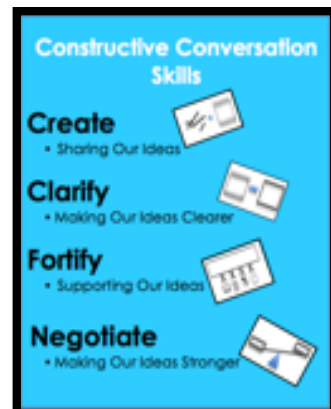 Constructive Conversation
Skills
Create
• Sharing Our Ideas
Clarify
• Making Our Ideas Clearer
Fortify
• Supporting Our Ideas
Negotiate
• Making Our Ideas Stronger